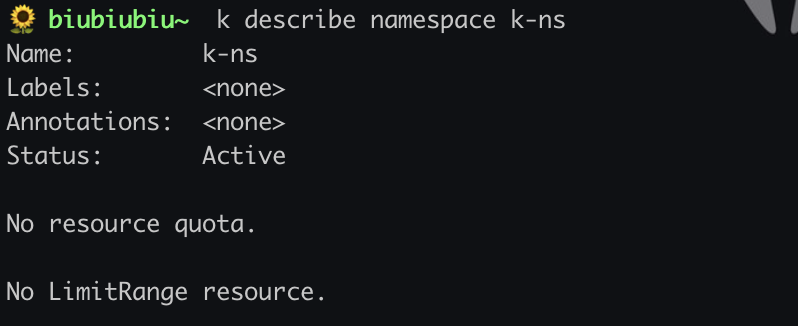 🌻 biubiubiu~ k describe namespace k-ns
Name: k-ns
Labels: <none>
Annotations: <none>
Status: Active
No resource quota.
No LimitRange resource.